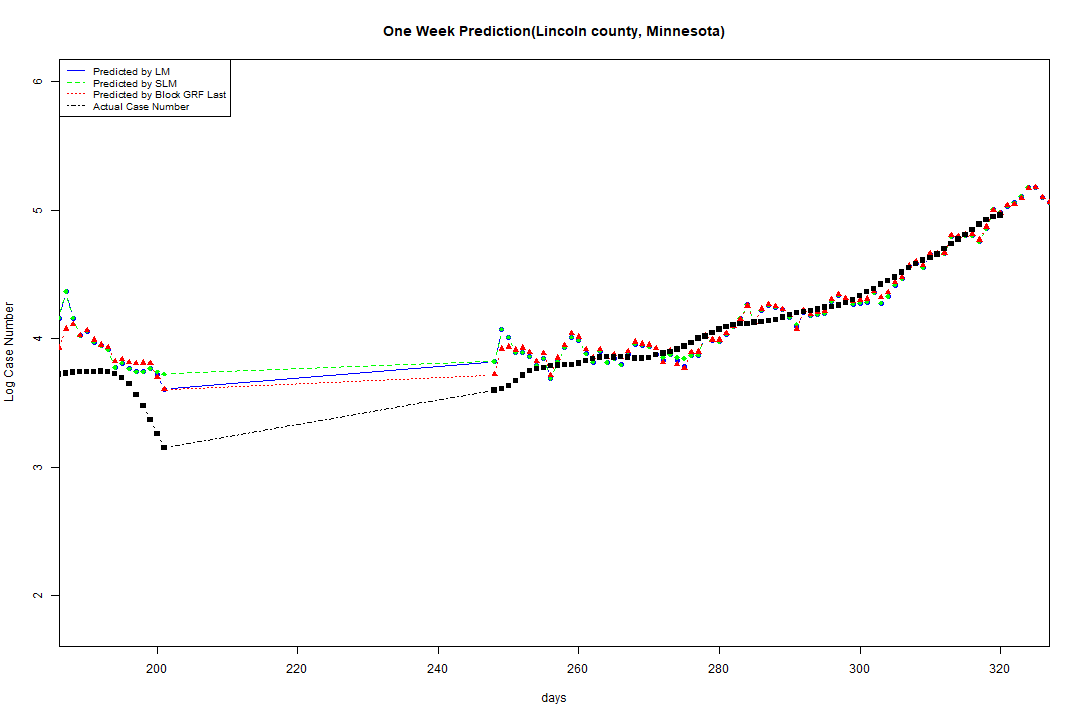 One Week Prediction(Lincoln county, Minnesota)
Predicted by LM
Predicted by SLM
Predicted by Block GRF Last
Actual Case Number
6
5
4
3
2
Log Case Number
200 220 240 260 280 300 320
days